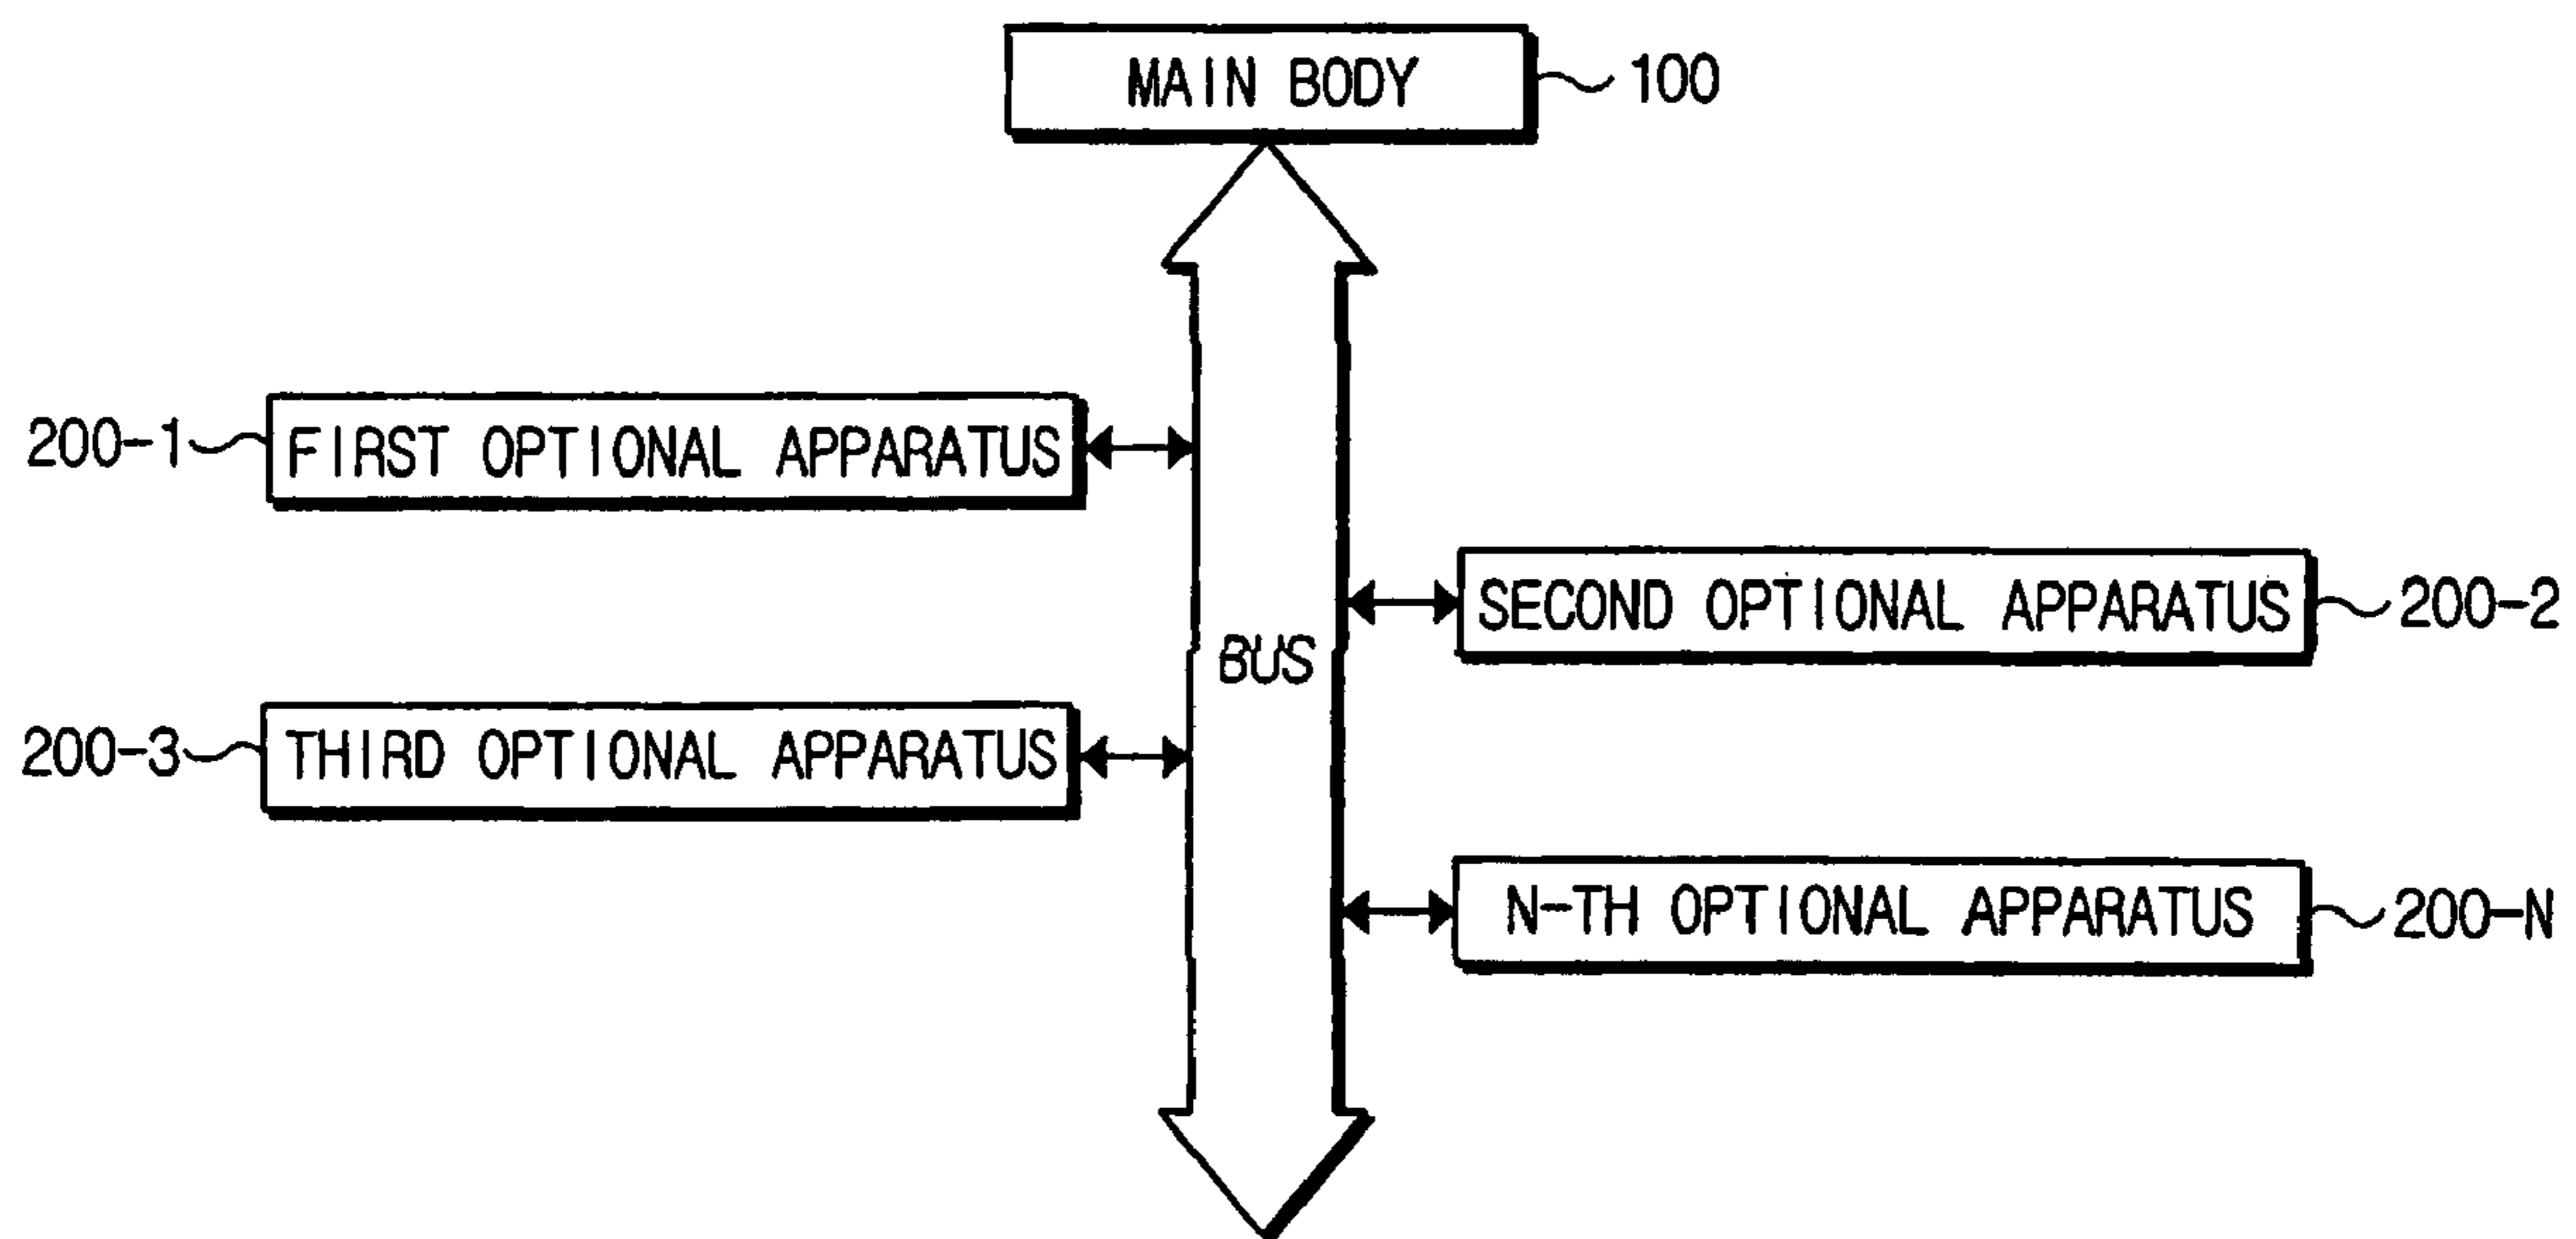 MAIN BODY 100
200-1 FIRST OPTIONAL APPARATUS
SECOND OPTIONAL APPARATUS 200-2
BUS
200-3 THIRD OPTIONAL APPARATUS
N-TH OPTIONAL APPARATUS 200-N